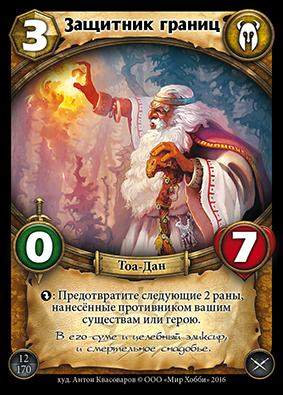 3 Защитник границ
0 7
Тоа-Дан
: Предотвратите следующие 2 раны,
нанесённые противником вашим
существам или герою.
В его суме и целебный эликсир,
и смертельное снадобье.
12
170
худ. Антон Квасоваров © ООО «Мир Хобби» 2016